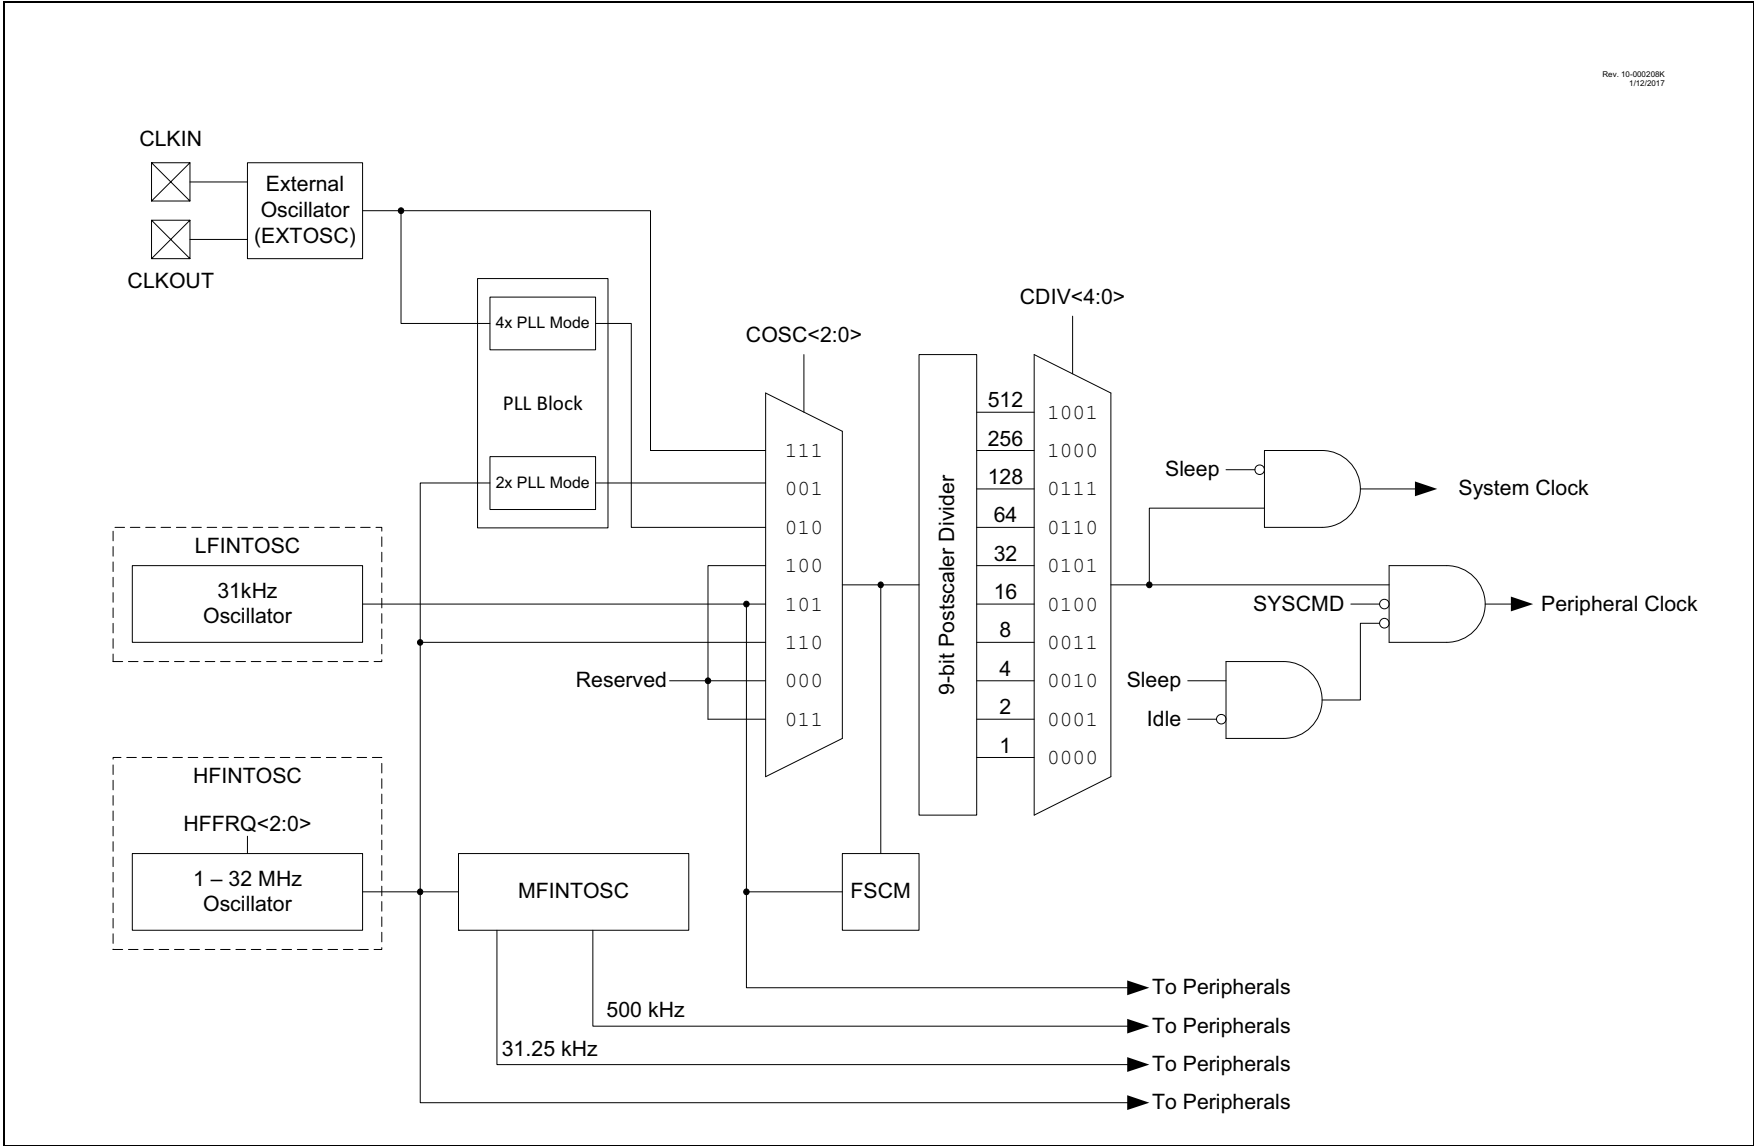 Rev. 10-000208K
1/12/2017
CLKIN
External
Oscillator
(EXTOSC)
CLKOUT
4x PLL Mode
PLL Block
2x PLL Mode
COSC<2:0>
111
001
010
100
101
110
000
011
Reserved
LFINTOSC
31kHz
Oscillator
HFINTOSC
HFFRQ<2:0>
1 – 32 MHz
Oscillator
MFINTOSC
FSCM
500 kHz
31.25 kHz
9-bit Postscaler Divider
CDIV<4:0>
512
1001
256
1000
128
0111
64
0110
32
0101
16
0100
8
0011
4
0010
2
0001
1
0000
Sleep
System Clock
SYSCMD
Peripheral Clock
Sleep
Idle
To Peripherals
To Peripherals
To Peripherals
To Peripherals